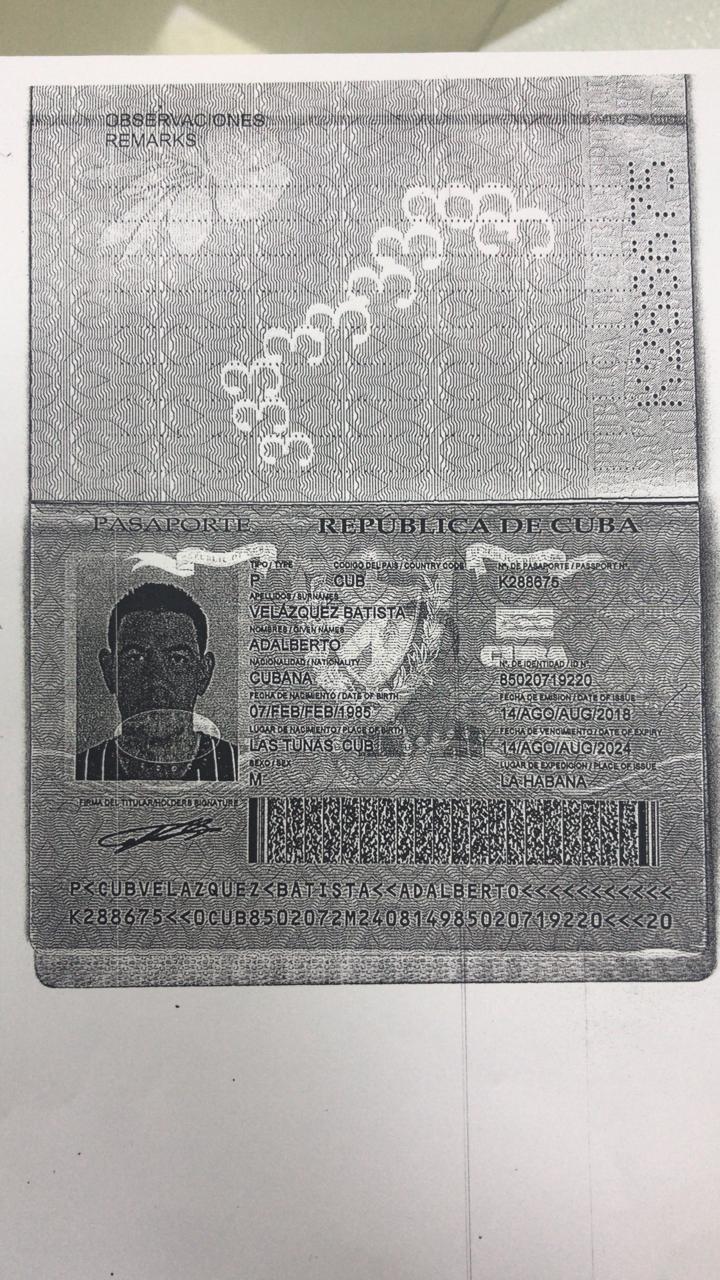 OBSERVACIONES
REMARKS
K288675
PASAPORTE REPÚBLICA DE CUBA
TIPO / TYPE CODIGO DEL PAIS / COUNTRY CODE Nº. DE PASAPORTE / PASSPORT Nº.
P CUB K288675
APELLIDOS / SURNAMES
VELAZQUEZ BATISTA
NOMBRES / GIVEN NAMES
ADALBERTO
CUBA
NACIONALIDAD / NATIONALITY Nº. DE IDENTIDAD / ID Nº.
CUBANA 85020719220
FECHA DE NACIMIENTO / DATE OF BIRTH FECHA DE EMISION / DATE OF ISSUE
07/FEB/FEB/1985 14/AGO/AUG/2018
LUGAR DE NACIMIENTO / PLACE OF BIRTH FECHA DE VENCIMIENTO / DATE OF EXPIRY
LAS TUNAS CUB 14/AGO/AUG/2024
SEXO / SEX LUGAR DE EXPEDICION / PLACE OF ISSUE
M LA HABANA
FIRMA DEL TITULAR/HOLDERS SIGNATURE
P<CUBVELAZQUEZ<BATISTA<<ADALBERTO<<<<<<<<<<<
K288675<<0CUB8502072M24081498502071922​0<<<20